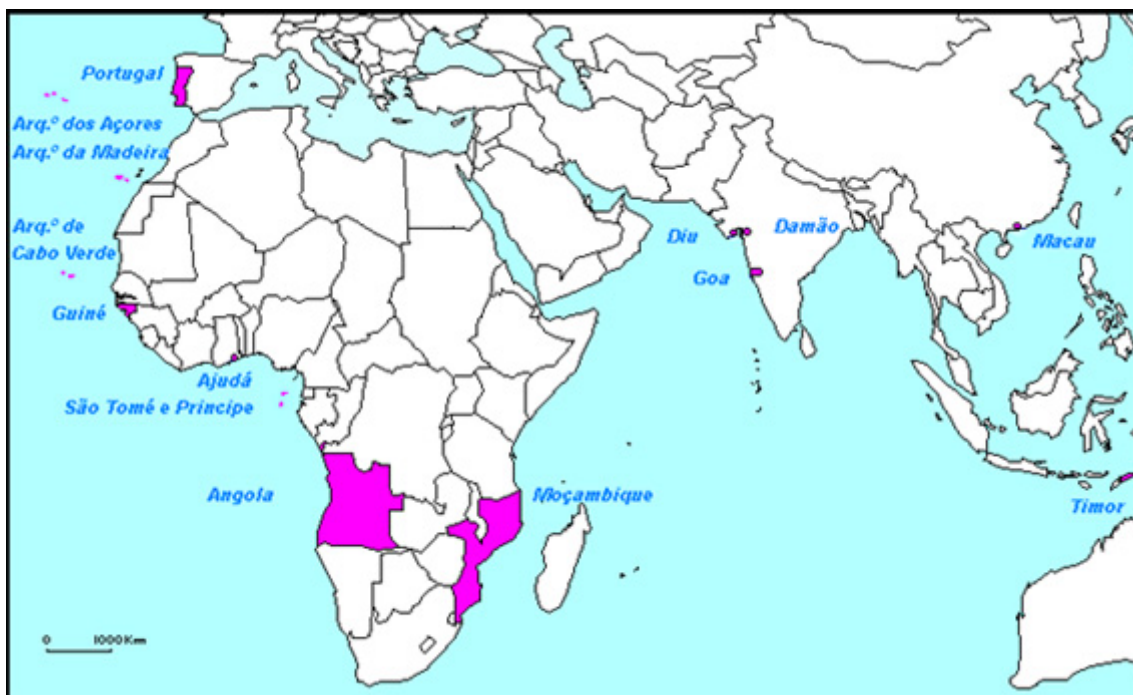 Portugal
Arq.º dos Açores
Arq.º da Madeira
Arq.º de
Cabo Verde
Guiné
Ajudá
São Tomé e Principe
Angola
Moçambique
Diu
Damão
Goa
Macau
Timor
0 1000Km